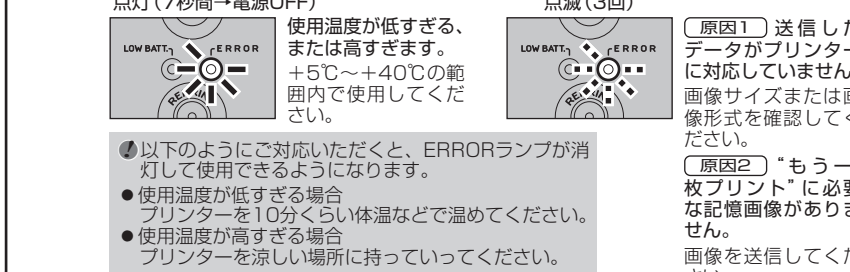 点灯（7秒間→電源OFF）
LOW BATT.
ERROR
使用温度が低すぎる、
または高すぎます。
＋5℃〜＋40℃の範
囲内で使用してくだ
さい。
以下のようにご対応いただくと、ERRORランプが消
灯して使用できるようになります。
●使用温度が低すぎる場合
プリンターを10分くらい体温などで温めてください。
●使用温度が高すぎる場合
プリンターを涼しい場所に持っていってください。
点滅（3回）
LOW BATT.
ERROR
原因1 送信した
データがプリンター
に対応していません
画像サイズまたは画
像形式を確認してく
ださい。
原因2 “もう一
枚プリント”に必要
な記憶画像がありま
せん。
画像を送信してくだ